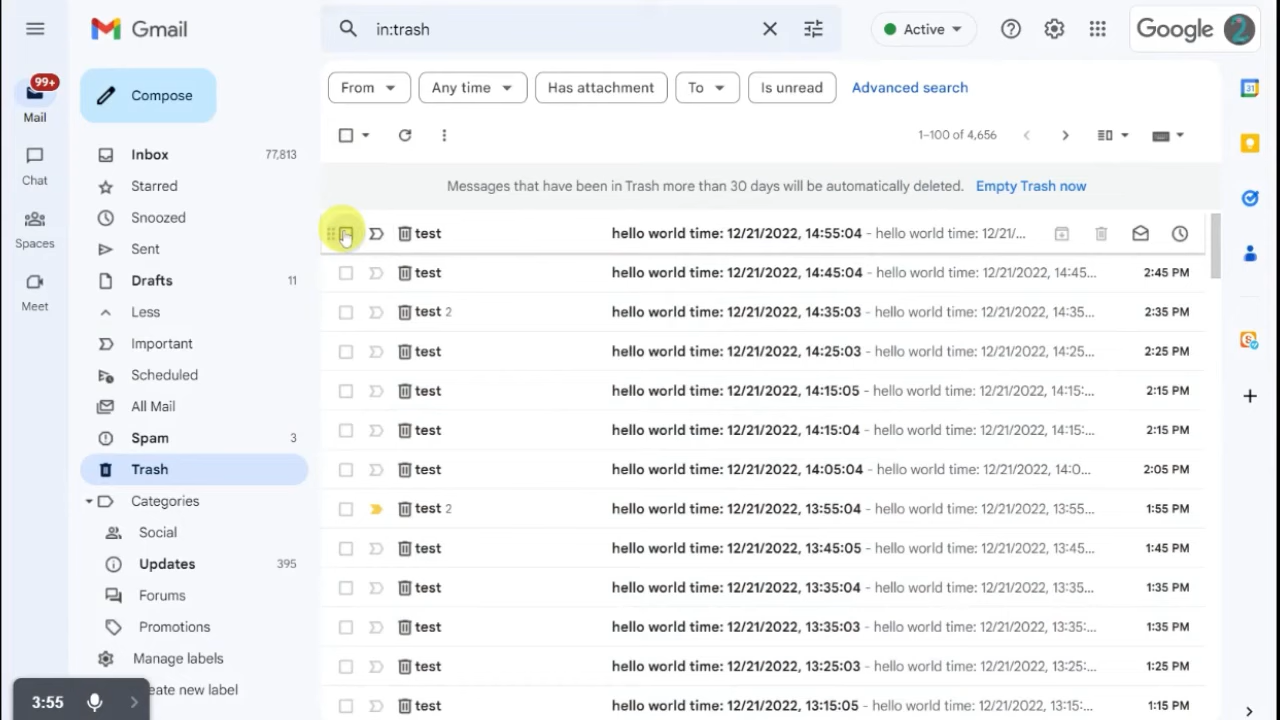 Gmail
in:trash
Active
Google
2
99+
Mail
Chat
Spaces
Meet
Compose
Inbox 77,813
Starred
Snoozed
Sent
Drafts 11
Less
Important
Scheduled
All Mail
Spam 3
Trash
Categories
Social
Updates 395
Forums
Promotions
Manage labels
eate new label
3:55
From Any time Has attachment To Is unread Advanced search
1–100 of 4,656
Messages that have been in Trash more than 30 days will be automatically deleted. Empty Trash now
test hello world time: 12/21/2022, 14:55:04 - hello world time: 12/21/...
test hello world time: 12/21/2022, 14:45:04 - hello world time: 12/21/2022, 14:45... 2:45 PM
test 2 hello world time: 12/21/2022, 14:35:03 - hello world time: 12/21/2022, 14:35... 2:35 PM
test hello world time: 12/21/2022, 14:25:03 - hello world time: 12/21/2022, 14:25... 2:25 PM
test hello world time: 12/21/2022, 14:15:05 - hello world time: 12/21/2022, 14:15:... 2:15 PM
test hello world time: 12/21/2022, 14:15:04 - hello world time: 12/21/2022, 14:15:... 2:15 PM
test hello world time: 12/21/2022, 14:05:04 - hello world time: 12/21/2022, 14:0... 2:05 PM
test 2 hello world time: 12/21/2022, 13:55:04 - hello world time: 12/21/2022, 13:55... 1:55 PM
test hello world time: 12/21/2022, 13:45:05 - hello world time: 12/21/2022, 13:45... 1:45 PM
test hello world time: 12/21/2022, 13:35:04 - hello world time: 12/21/2022, 13:35... 1:35 PM
test hello world time: 12/21/2022, 13:35:03 - hello world time: 12/21/2022, 13:35:... 1:35 PM
test hello world time: 12/21/2022, 13:25:03 - hello world time: 12/21/2022, 13:25:... 1:25 PM
test hello world time: 12/21/2022, 13:15:05 - hello world time: 12/21/2022, 13:15:... 1:15 PM
31